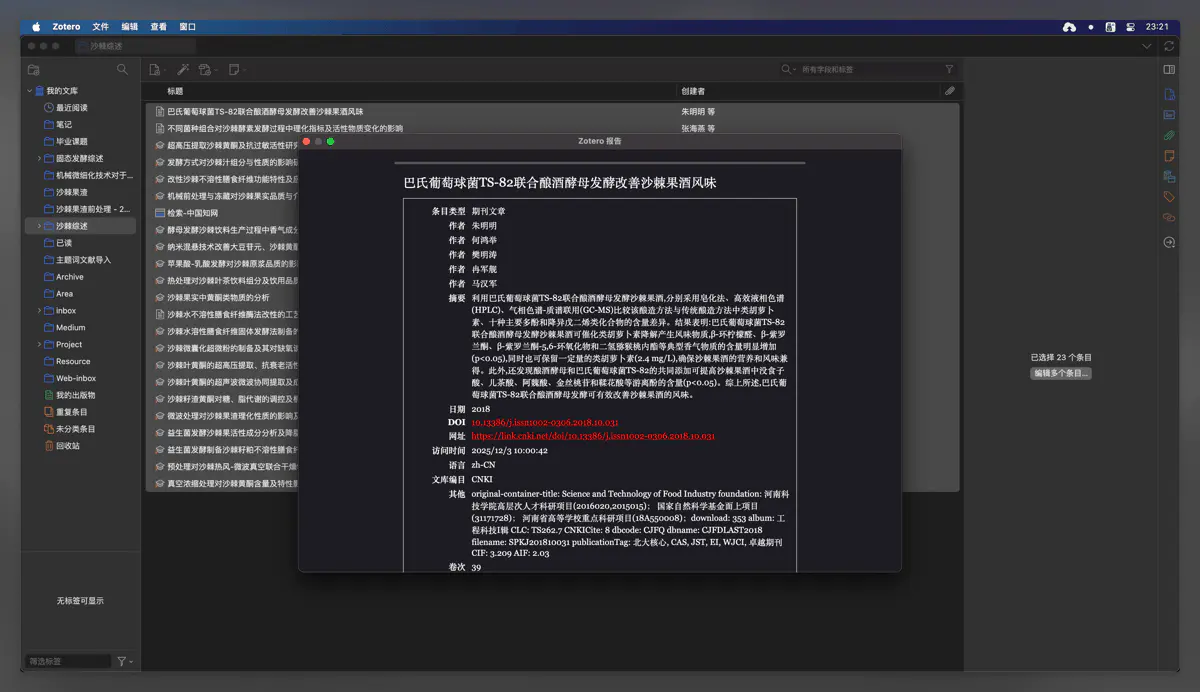 Zotero 文件 编辑 查看 窗口
23:21
沙棘综述
所有字段和标签
我的文库
最近阅读
笔记
毕业课题
固态发酵综述
机械微细化技术对于...
沙棘果渣
沙棘果渣前处理 - 2...
沙棘综述
已读
主题词文献导入
Archive
Area
Inbox
Medium
Project
Resource
Web-inbox
我的出版物
重复条目
未分类条目
回收站
无标签可显示
筛选标签
标题 创建者
巴氏葡萄球菌TS-82联合酿酒酵母发酵改善沙棘果酒风味 朱明明 等
不同菌种组合对沙棘酵素发酵过程中理化指标及活性物质变化的影响 张海燕 等
超高压提取沙棘黄酮及抗过敏活性研
发酵方式对沙棘汁组分与性质的影响研
改性沙棘不溶性膳食纤维功能特性及应
机械前处理与冻藏对沙棘果实品质与
检索-中国知网
酵母发酵沙棘饮料生产过程中香气成分
纳米混悬技术改善大豆苷元、沙棘黄酮
苹果酸-乳酸发酵对沙棘原浆品质的影
热处理对沙棘叶茶饮料组分及饮用品质
沙棘果实中黄酮类物质的分析
沙棘水不溶性膳食纤维酶法改性的工艺
沙棘水溶性膳食纤维固体发酵法制备的
沙棘微囊化超微粉的制备及其对缺氧
沙棘叶黄酮的超高压提取、抗衰老活性
沙棘叶黄酮的超声波微波协同提取及
沙棘籽渣黄酮对糖、脂代谢的调控及
微波处理对沙棘果渣理化性质的影响及
益生菌发酵沙棘果活性成分分析及降脂
益生菌发酵制备沙棘籽粕不溶性膳食纤
预处理对沙棘热风-微波真空联合干燥
真空浓缩处理对沙棘黄酮含量及特性
Zotero 报告
巴氏葡萄球菌TS-82联合酿酒酵母发酵改善沙棘果酒风味
条目类型 期刊文章
作者 朱明明
作者 何鸿举
作者 樊明涛
作者 冉军舰
作者 马汉军
摘要 利用巴氏葡萄球菌TS-82联合酿酒酵母发酵沙棘果酒,分别采用皂化法、高效液相色谱
(HPLC)、气相色谱-质谱联用(GC-MS)比较该酿造方法与传统酿造方法中类胡萝卜
素、十种主要多酚和降异戊二烯类化合物的含量差异。结果表明:巴氏葡萄球菌TS-82
联合酿酒酵母发酵沙棘果酒可催化类胡萝卜素降解产生风味物质,β-环柠檬醛、β-紫罗
兰酮、β-紫罗兰酮-5,6-环氧化物和二氢猕猴桃内酯等典型香气物质的含量明显增加
(p<0.05),同时也可保留一定量的类胡萝卜素(2.4 mg/L),确保沙棘果酒的营养和风味兼
得。此外,还发现酿酒酵母和巴氏葡萄球菌TS-82的共同添加可提高沙棘果酒中没食子
酸、儿茶酸、阿魏酸、金丝桃苷和鞣花酸等游离酚的含量(p<0.05)。综上所述,巴氏葡
萄球菌TS-82联合酿酒酵母发酵可有效改善沙棘果酒的风味。
日期 2018
DOI 10.13386/j.issn1002-0306.2018.10.031
网址 https://link.cnki.net/doi/10.13386/j.issn1002-0306.2018.10.031
访问时间 2025/12/3 10:00:42
语言 zh-CN
文库编目 CNKI
其他 original-container-title: Science and Technology of Food Industry foundation: 河南科
技学院高层次人才科研项目(2016020,2015015)； 国家自然科学基金面上项目
(31171728)； 河南省高等学校重点科研项目(18A550008)；download: 353 album: 工
程科技Ⅰ辑 CLC: TS262.7 CNKICite: 8 dbcode: CJFQ dbname: CJFDLAST2018
filename: SPKJ201810031 publicationTag: 北大核心, CAS, JST, EI, WJCI, 卓越期刊
CIF: 3.209 AIF: 2.03
卷次 39
已选择 23 个条目
编辑多个条目...